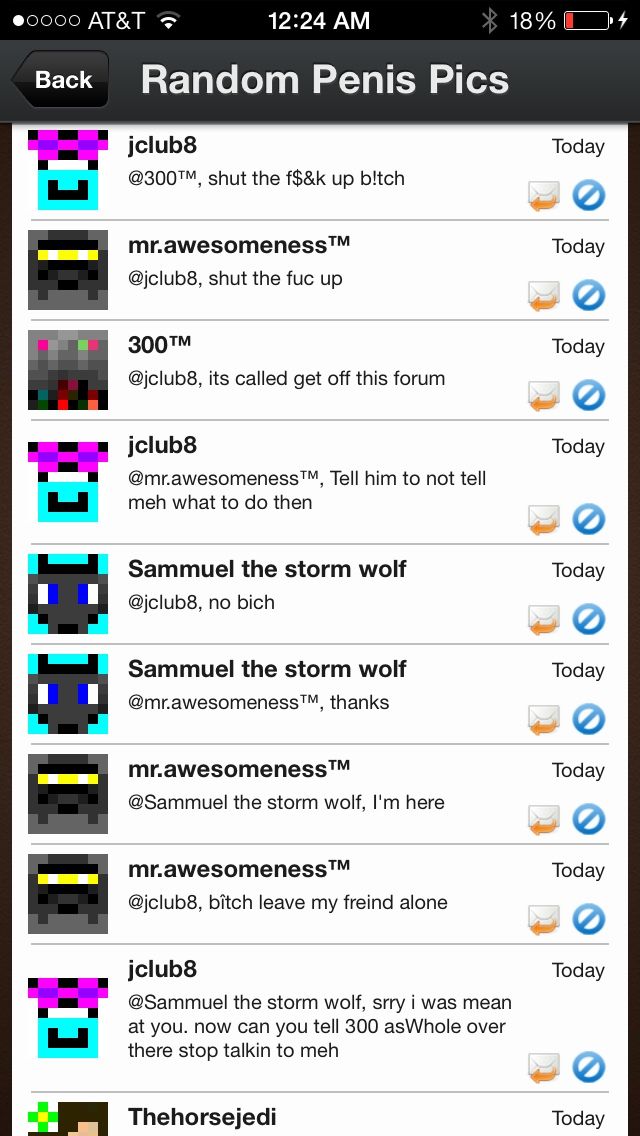 AT&T 12:24 AM 18%
Back Random Penis Pics
jclub8 Today
@300™, shut the f$&k up b!tch
mr.awesomeness™ Today
@jclub8, shut the fuc up
300™ Today
@jclub8, its called get off this forum
jclub8 Today
@mr.awesomeness™, Tell him to not tell
meh what to do then
Sammuel the storm wolf Today
@jclub8, no bich
Sammuel the storm wolf Today
@mr.awesomeness™, thanks
mr.awesomeness™ Today
@Sammuel the storm wolf, I'm here
mr.awesomeness™ Today
@jclub8, bîtch leave my freind alone
jclub8 Today
@Sammuel the storm wolf, srry i was mean
at you. now can you tell 300 asWhole over
there stop talkin to meh
Thehorsejedi Today